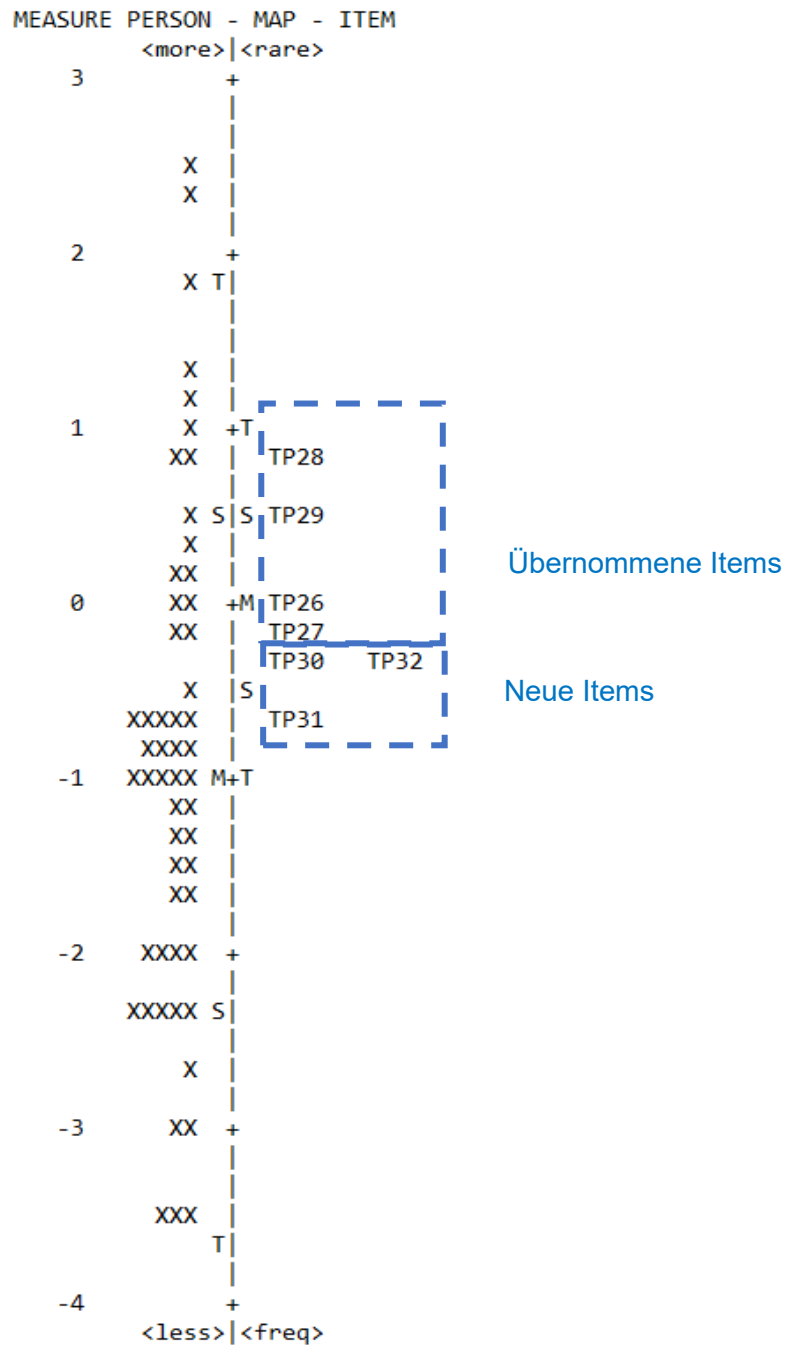 MEASURE PERSON - MAP - ITEM
<more>|<rare>
3 +
|
|
X |
X |
|
2 +
X T|
|
|
X |
X |
1 X +T
XX | TP28
|
X S|S TP29
X |
XX |
0 XX +M TP26
XX | TP27
Übernommene Items
| TP30 TP32
X |S
Neue Items
XXXXX | TP31
XXXX |
-1 XXXXX M+T
XX |
XX |
XX |
XX |
|
-2 XXXX +
|
XXXXX S|
|
X |
|
-3 XX +
|
|
XXX |
T|
|
-4 +
<less>|<freq>